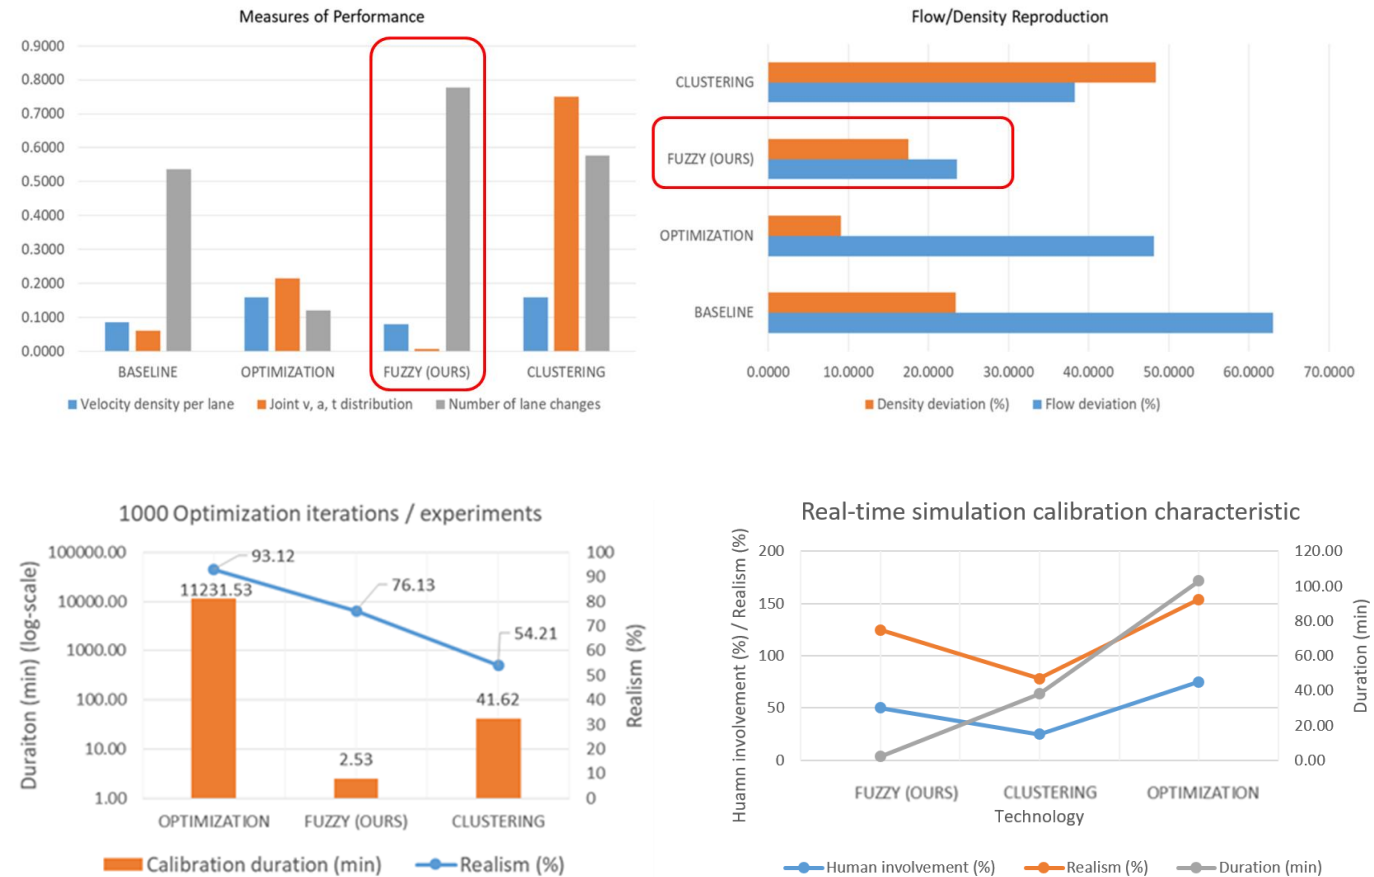 Measures of Performance
0.9000
0.8000
0.7000
0.6000
0.5000
0.4000
0.3000
0.2000
0.1000
0.0000
BASELINE OPTIMIZATION FUZZY (OURS) CLUSTERING
Velocity density per lane Joint v, a, t distribution Number of lane changes
Flow/Density Reproduction
CLUSTERING
FUZZY (OURS)
OPTIMIZATION
BASELINE
0.0000 10.0000 20.0000 30.0000 40.0000 50.0000 60.0000 70.0000
Density deviation (%) Flow deviation (%)
1000 Optimization iterations / experiments
Duraiton (min) (log-scale)
100000.00
10000.00
1000.00
100.00
10.00
1.00
93.12
11231.53
76.13
54.21
41.62
2.53
100
90
80
70
60
50
40
30
20
10
0
Realism (%)
OPTIMIZATION FUZZY (OURS) CLUSTERING
Calibration duration (min) Realism (%)
Real-time simulation calibration characteristic
Huamn involvement (%) / Realism (%)
200
150
100
50
0
120.00
100.00
80.00
60.00
40.00
20.00
0.00
Duration (min)
FUZZY (OURS) CLUSTERING OPTIMIZATION
Technology
Human involvement (%) Realism (%) Duration (min)